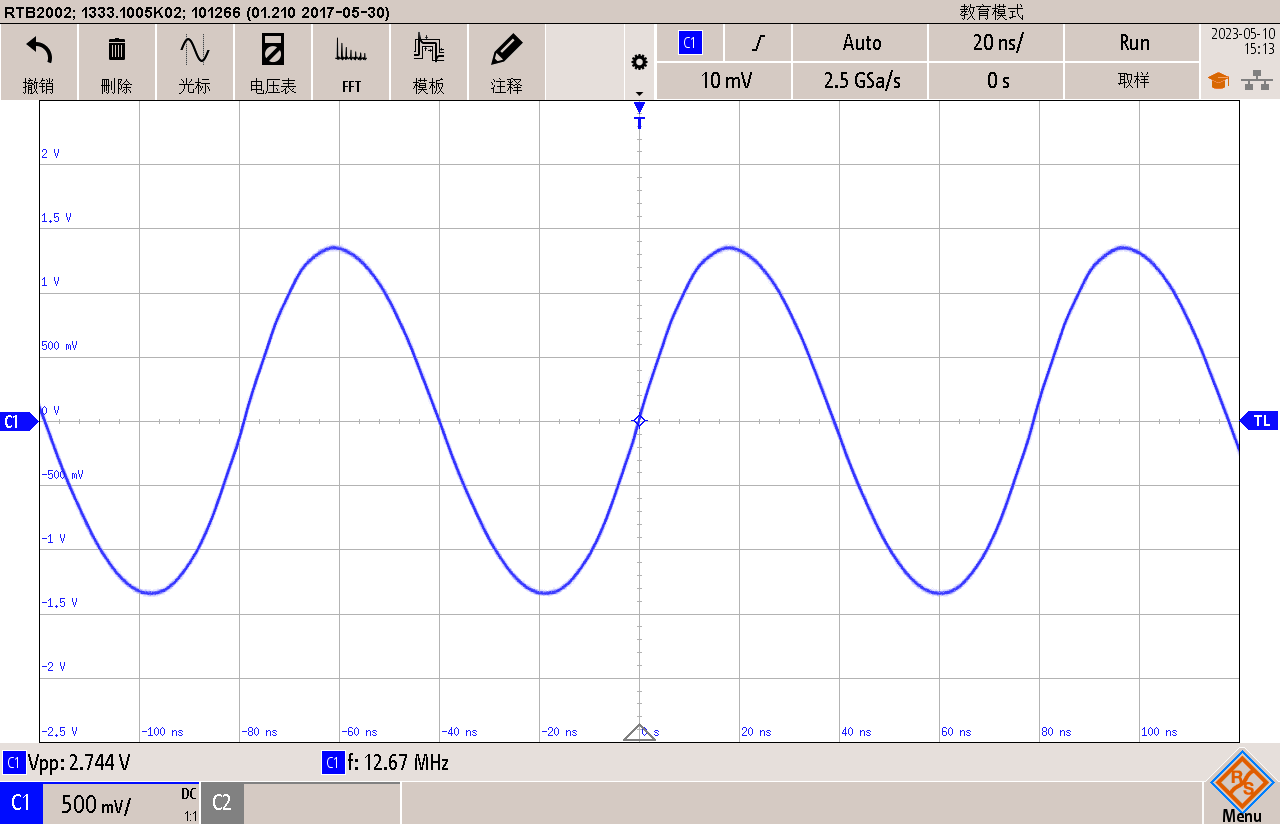 RTB2002; 1333.1005K02; 101266 (01.210 2017-05-30)
教育模式
撤销
刪除
光标
电压表
FFT
模板
注释
C1
Auto
20 ns/
Run
10 mV
2.5 GSa/s
0 s
取样
2023-05-10
15:13
T
2 V
1.5 V
1 V
500 mV
0 V
-500 mV
-1 V
-1.5 V
-2 V
-2.5 V
C1
TL
-100 ns
-80 ns
-60 ns
-40 ns
-20 ns
0 s
20 ns
40 ns
60 ns
80 ns
100 ns
C1 Vpp: 2.744 V
C1 f: 12.67 MHz
C1
500 mV/
DC
1:1
C2
R
S
Menu